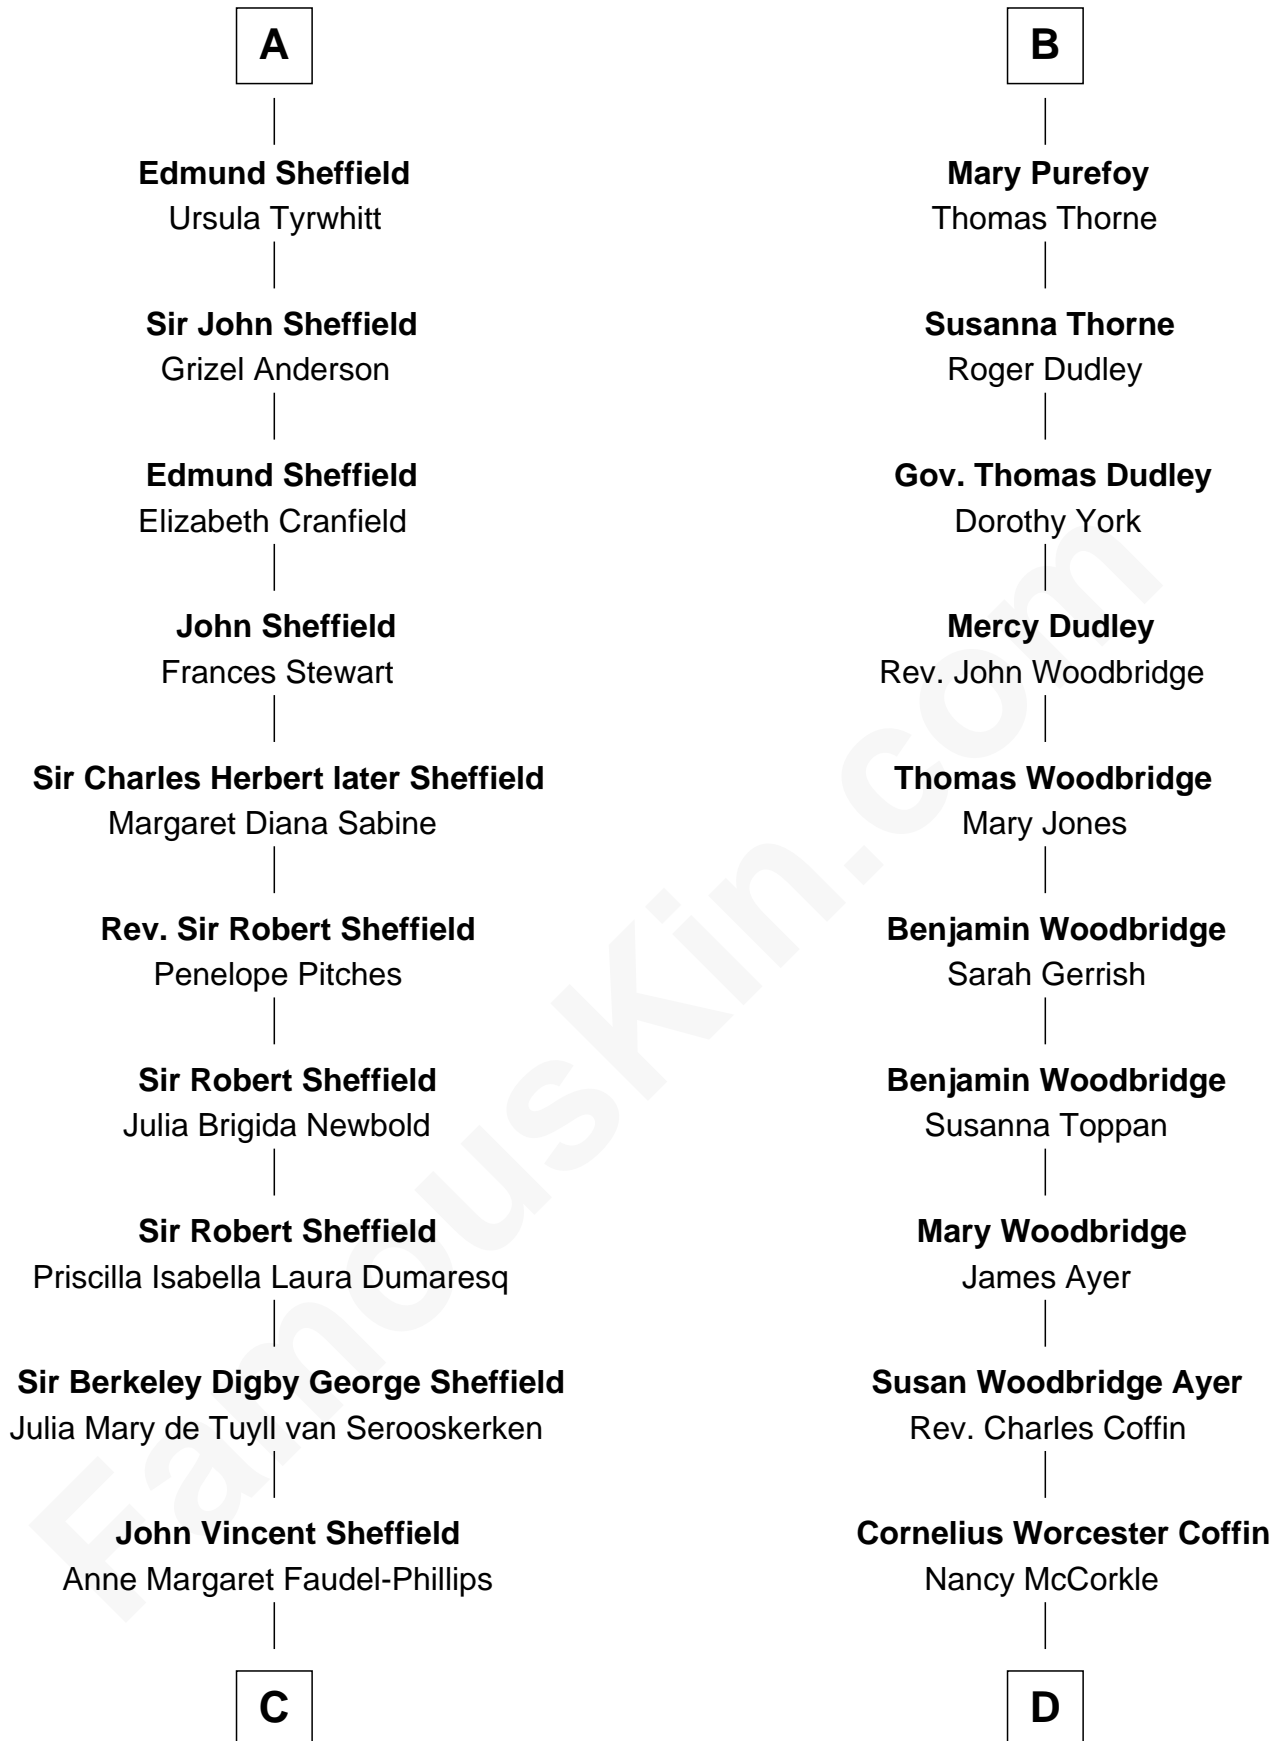 A
Edmund Sheffield
Ursula Tyrwhitt
Sir John Sheffield
Grizel Anderson
Edmund Sheffield
Elizabeth Cranfield
John Sheffield
Frances Stewart
Sir Charles Herbert later Sheffield
Margaret Diana Sabine
Rev. Sir Robert Sheffield
Penelope Pitches
Sir Robert Sheffield
Julia Brigida Newbold
Sir Robert Sheffield
Priscilla Isabella Laura Dumaresq
Sir Berkeley Digby George Sheffield
Julia Mary de Tuyll van Serooskerken
John Vincent Sheffield
Anne Margaret Faudel-Phillips
C
B
Mary Purefoy
Thomas Thorne
Susanna Thorne
Roger Dudley
Gov. Thomas Dudley
Dorothy York
Mercy Dudley
Rev. John Woodbridge
Thomas Woodbridge
Mary Jones
Benjamin Woodbridge
Sarah Gerrish
Benjamin Woodbridge
Susanna Toppan
Mary Woodbridge
James Ayer
Susan Woodbridge Ayer
Rev. Charles Coffin
Cornelius Worcester Coffin
Nancy McCorkle
D
FamousKin.com